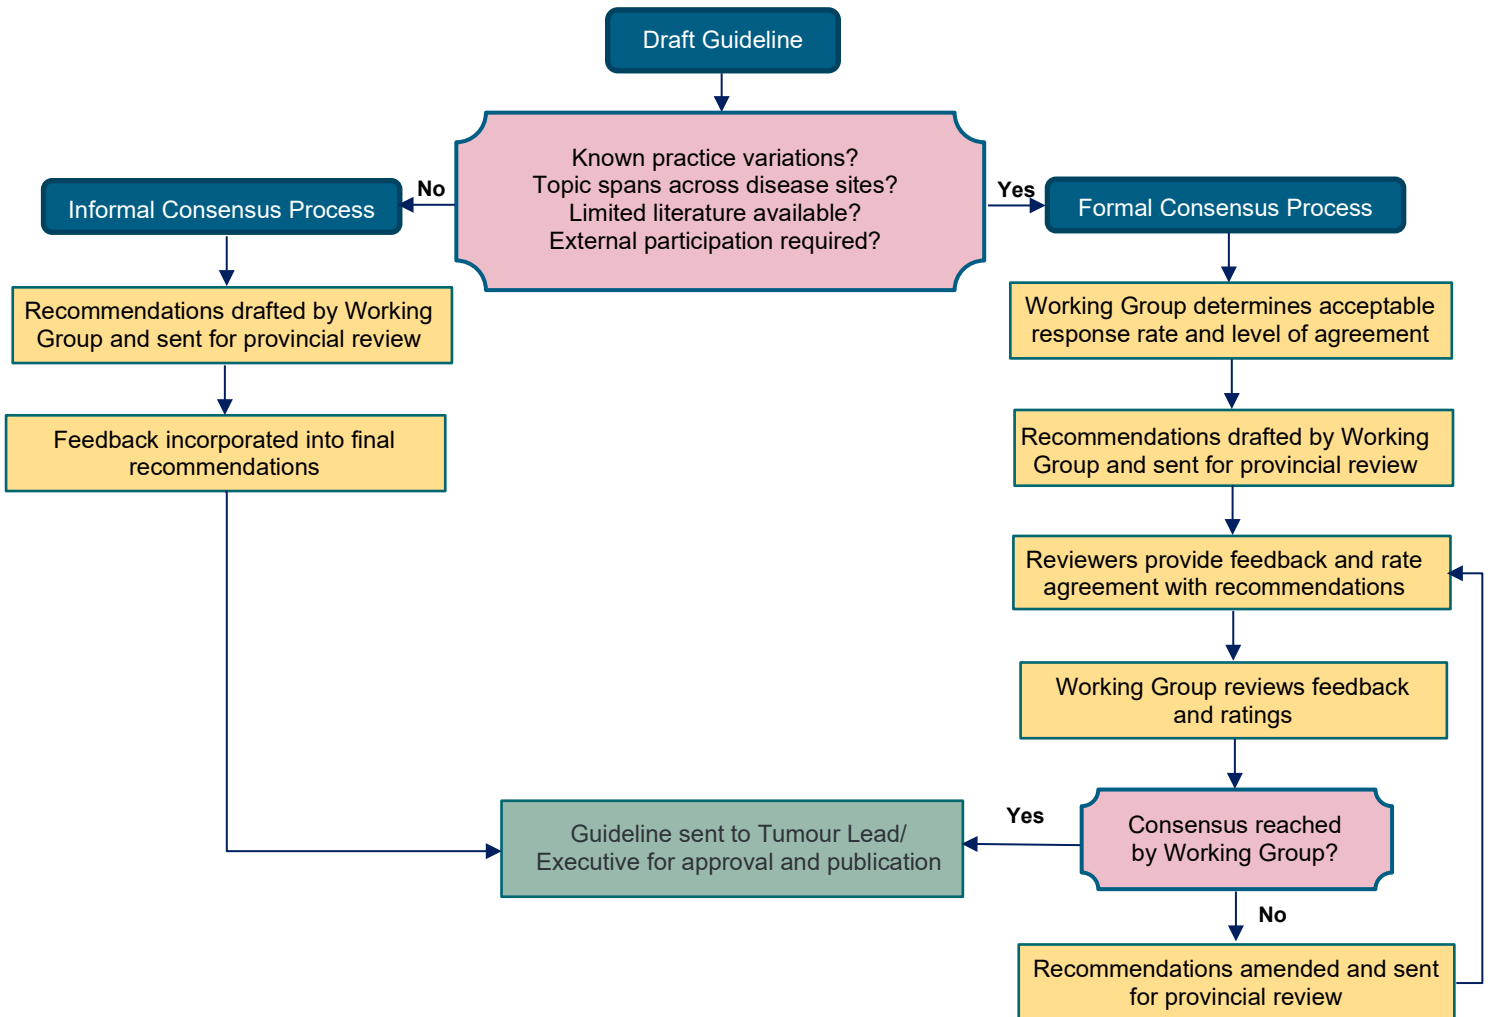 Draft Guideline
Known practice variations?
Topic spans across disease sites?
Limited literature available?
External participation required?
No
Yes
Informal Consensus Process
Formal Consensus Process
Recommendations drafted by Working
Group and sent for provincial review
Feedback incorporated into final
recommendations
Working Group determines acceptable
response rate and level of agreement
Recommendations drafted by Working
Group and sent for provincial review
Reviewers provide feedback and rate
agreement with recommendations
Working Group reviews feedback
and ratings
Consensus reached
by Working Group?
Yes
Guideline sent to Tumour Lead/
Executive for approval and publication
No
Recommendations amended and sent
for provincial review